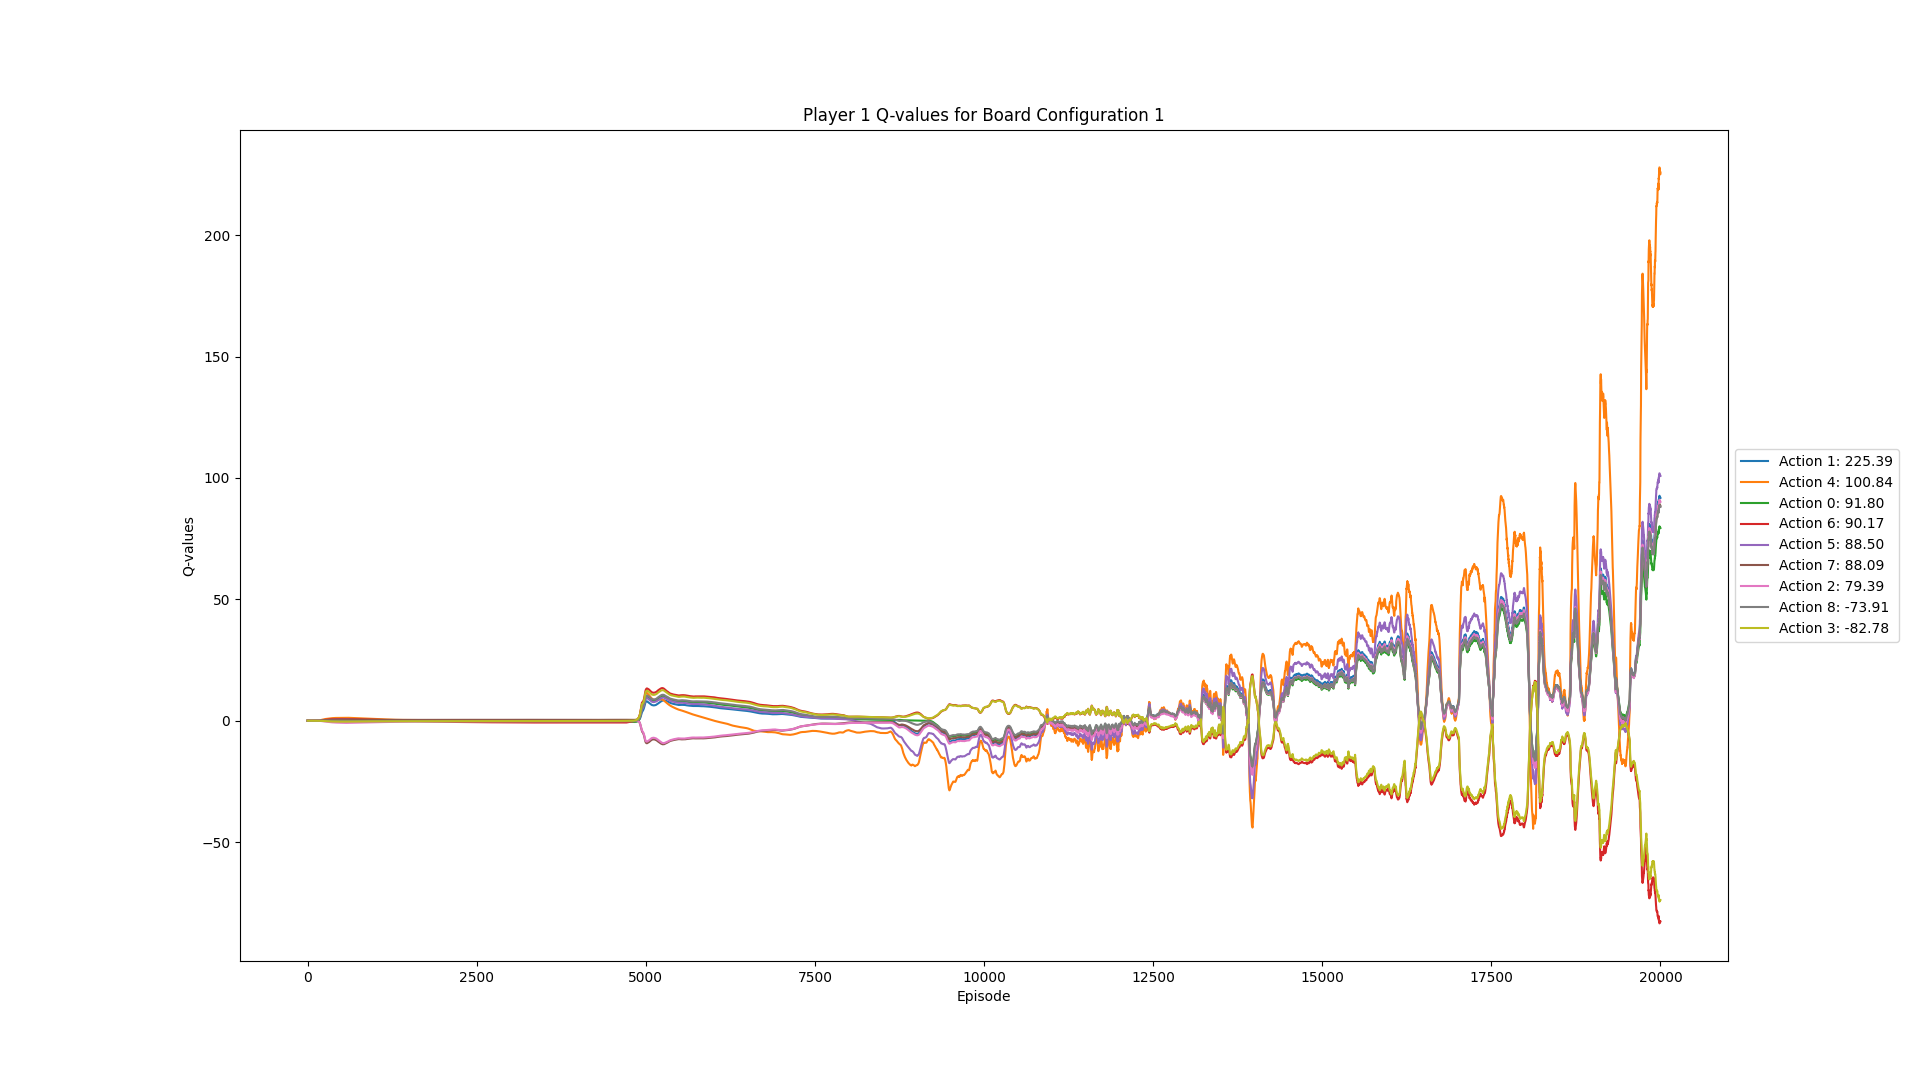 Player 1 Q-values for Board Configuration 1
Q-values
200
150
100
50
0
−50
0
2500
5000
7500
10000
12500
15000
17500
20000
Episode
Action 1: 225.39
Action 4: 100.84
Action 0: 91.80
Action 6: 90.17
Action 5: 88.50
Action 7: 88.09
Action 2: 79.39
Action 8: -73.91
Action 3: -82.78